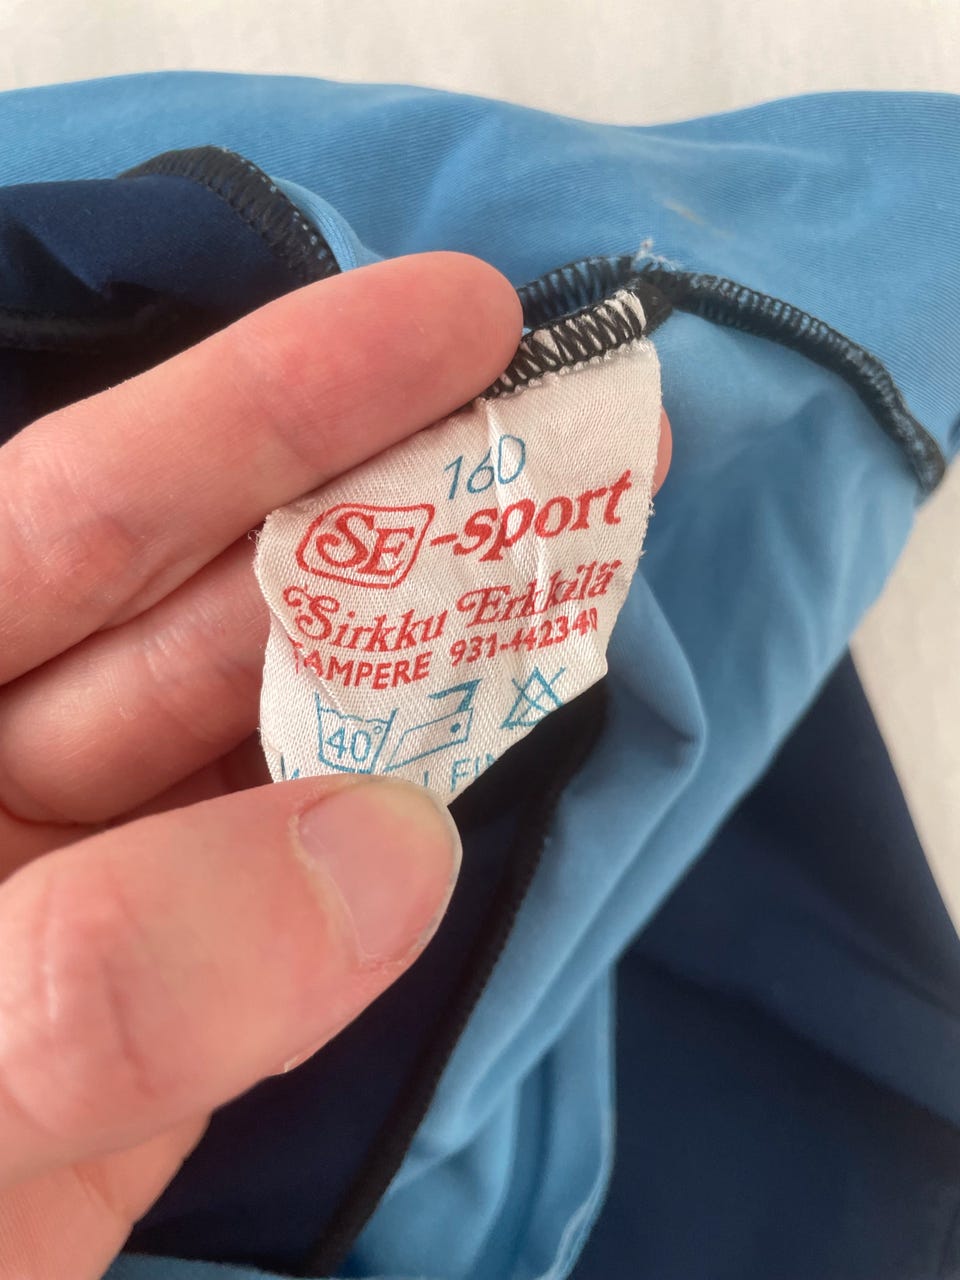 160
SE-sport
Sirkku Erkkilä
TAMPERE 931-442340
40°